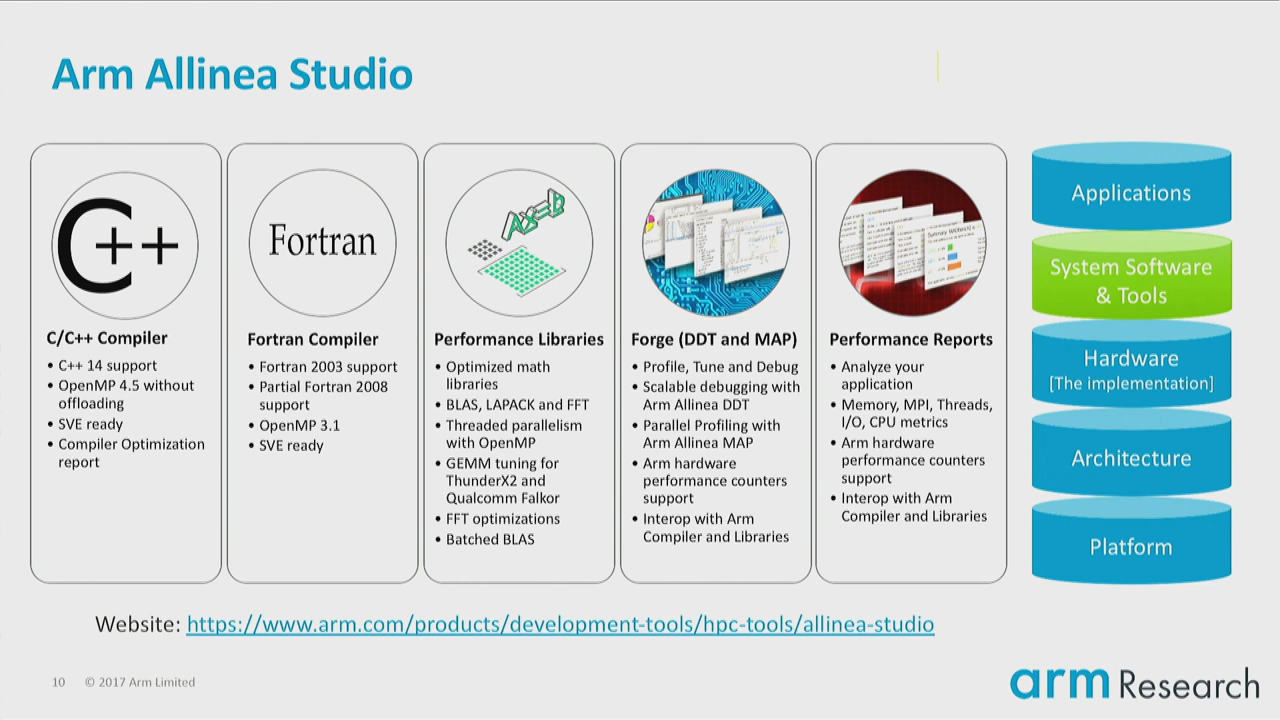 Arm Allinea Studio
C++
C/C++ Compiler
• C++ 14 support
• OpenMP 4.5 without
offloading
• SVE ready
• Compiler Optimization
report
Fortran
Fortran Compiler
• Fortran 2003 support
• Partial Fortran 2008
support
• OpenMP 3.1
• SVE ready
Ax=b
Performance Libraries
• Optimized math
libraries
• BLAS, LAPACK and FFT
• Threaded parallelism
with OpenMP
• GEMM tuning for
ThunderX2 and
Qualcomm Falkor
• FFT optimizations
• Batched BLAS
Forge (DDT and MAP)
• Profile, Tune and Debug
• Scalable debugging with
Arm Allinea DDT
• Parallel Profiling with
Arm Allinea MAP
• Arm hardware
performance counters
support
• Interop with Arm
Compiler and Libraries
Performance Reports
• Analyze your
application
• Memory, MPI, Threads,
I/O, CPU metrics
• Arm hardware
performance counters
support
• Interop with Arm
Compiler and Libraries
Applications
System Software
& Tools
Hardware
[The implementation]
Architecture
Platform
Website: https://www.arm.com/products/development-tools/hpc-tools/allinea-studio
10 © 2017 Arm Limited
arm Research